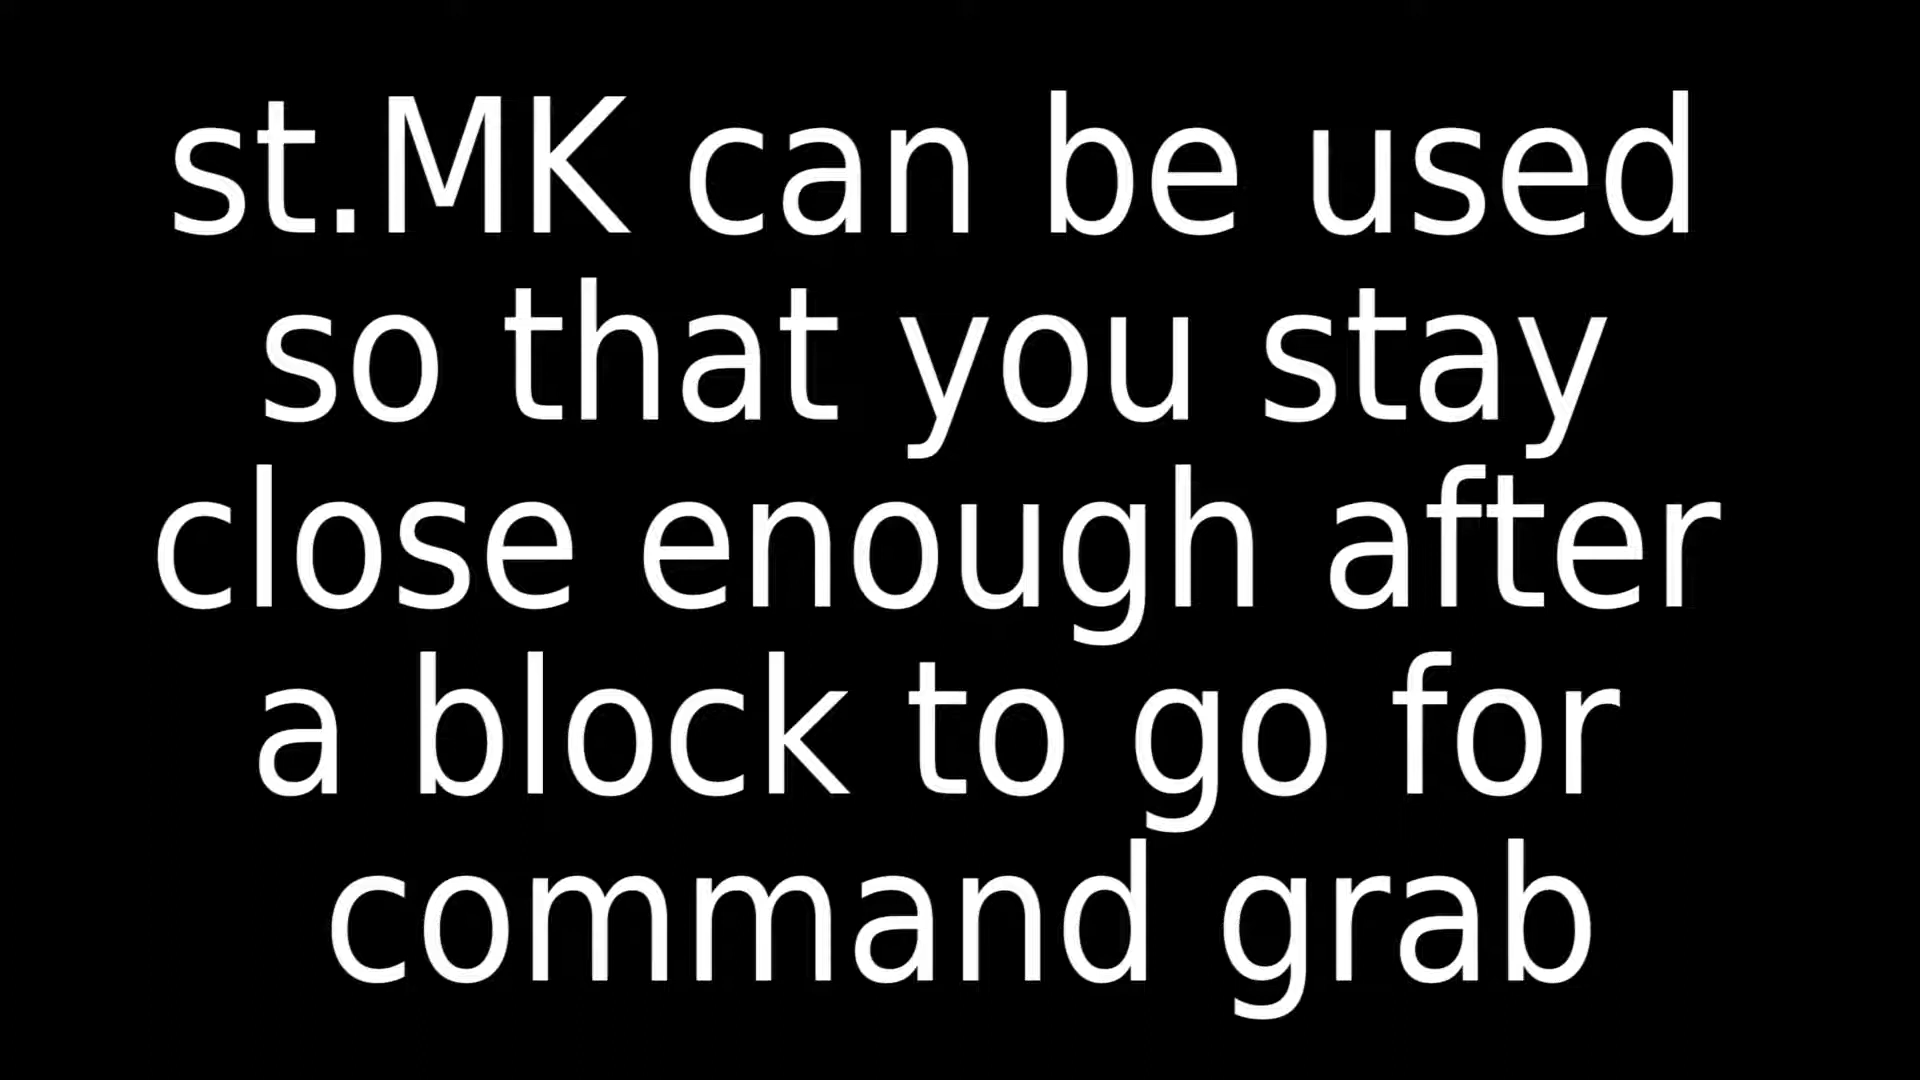 st.MK can be used
so that you stay
close enough after
a block to go for
command grab